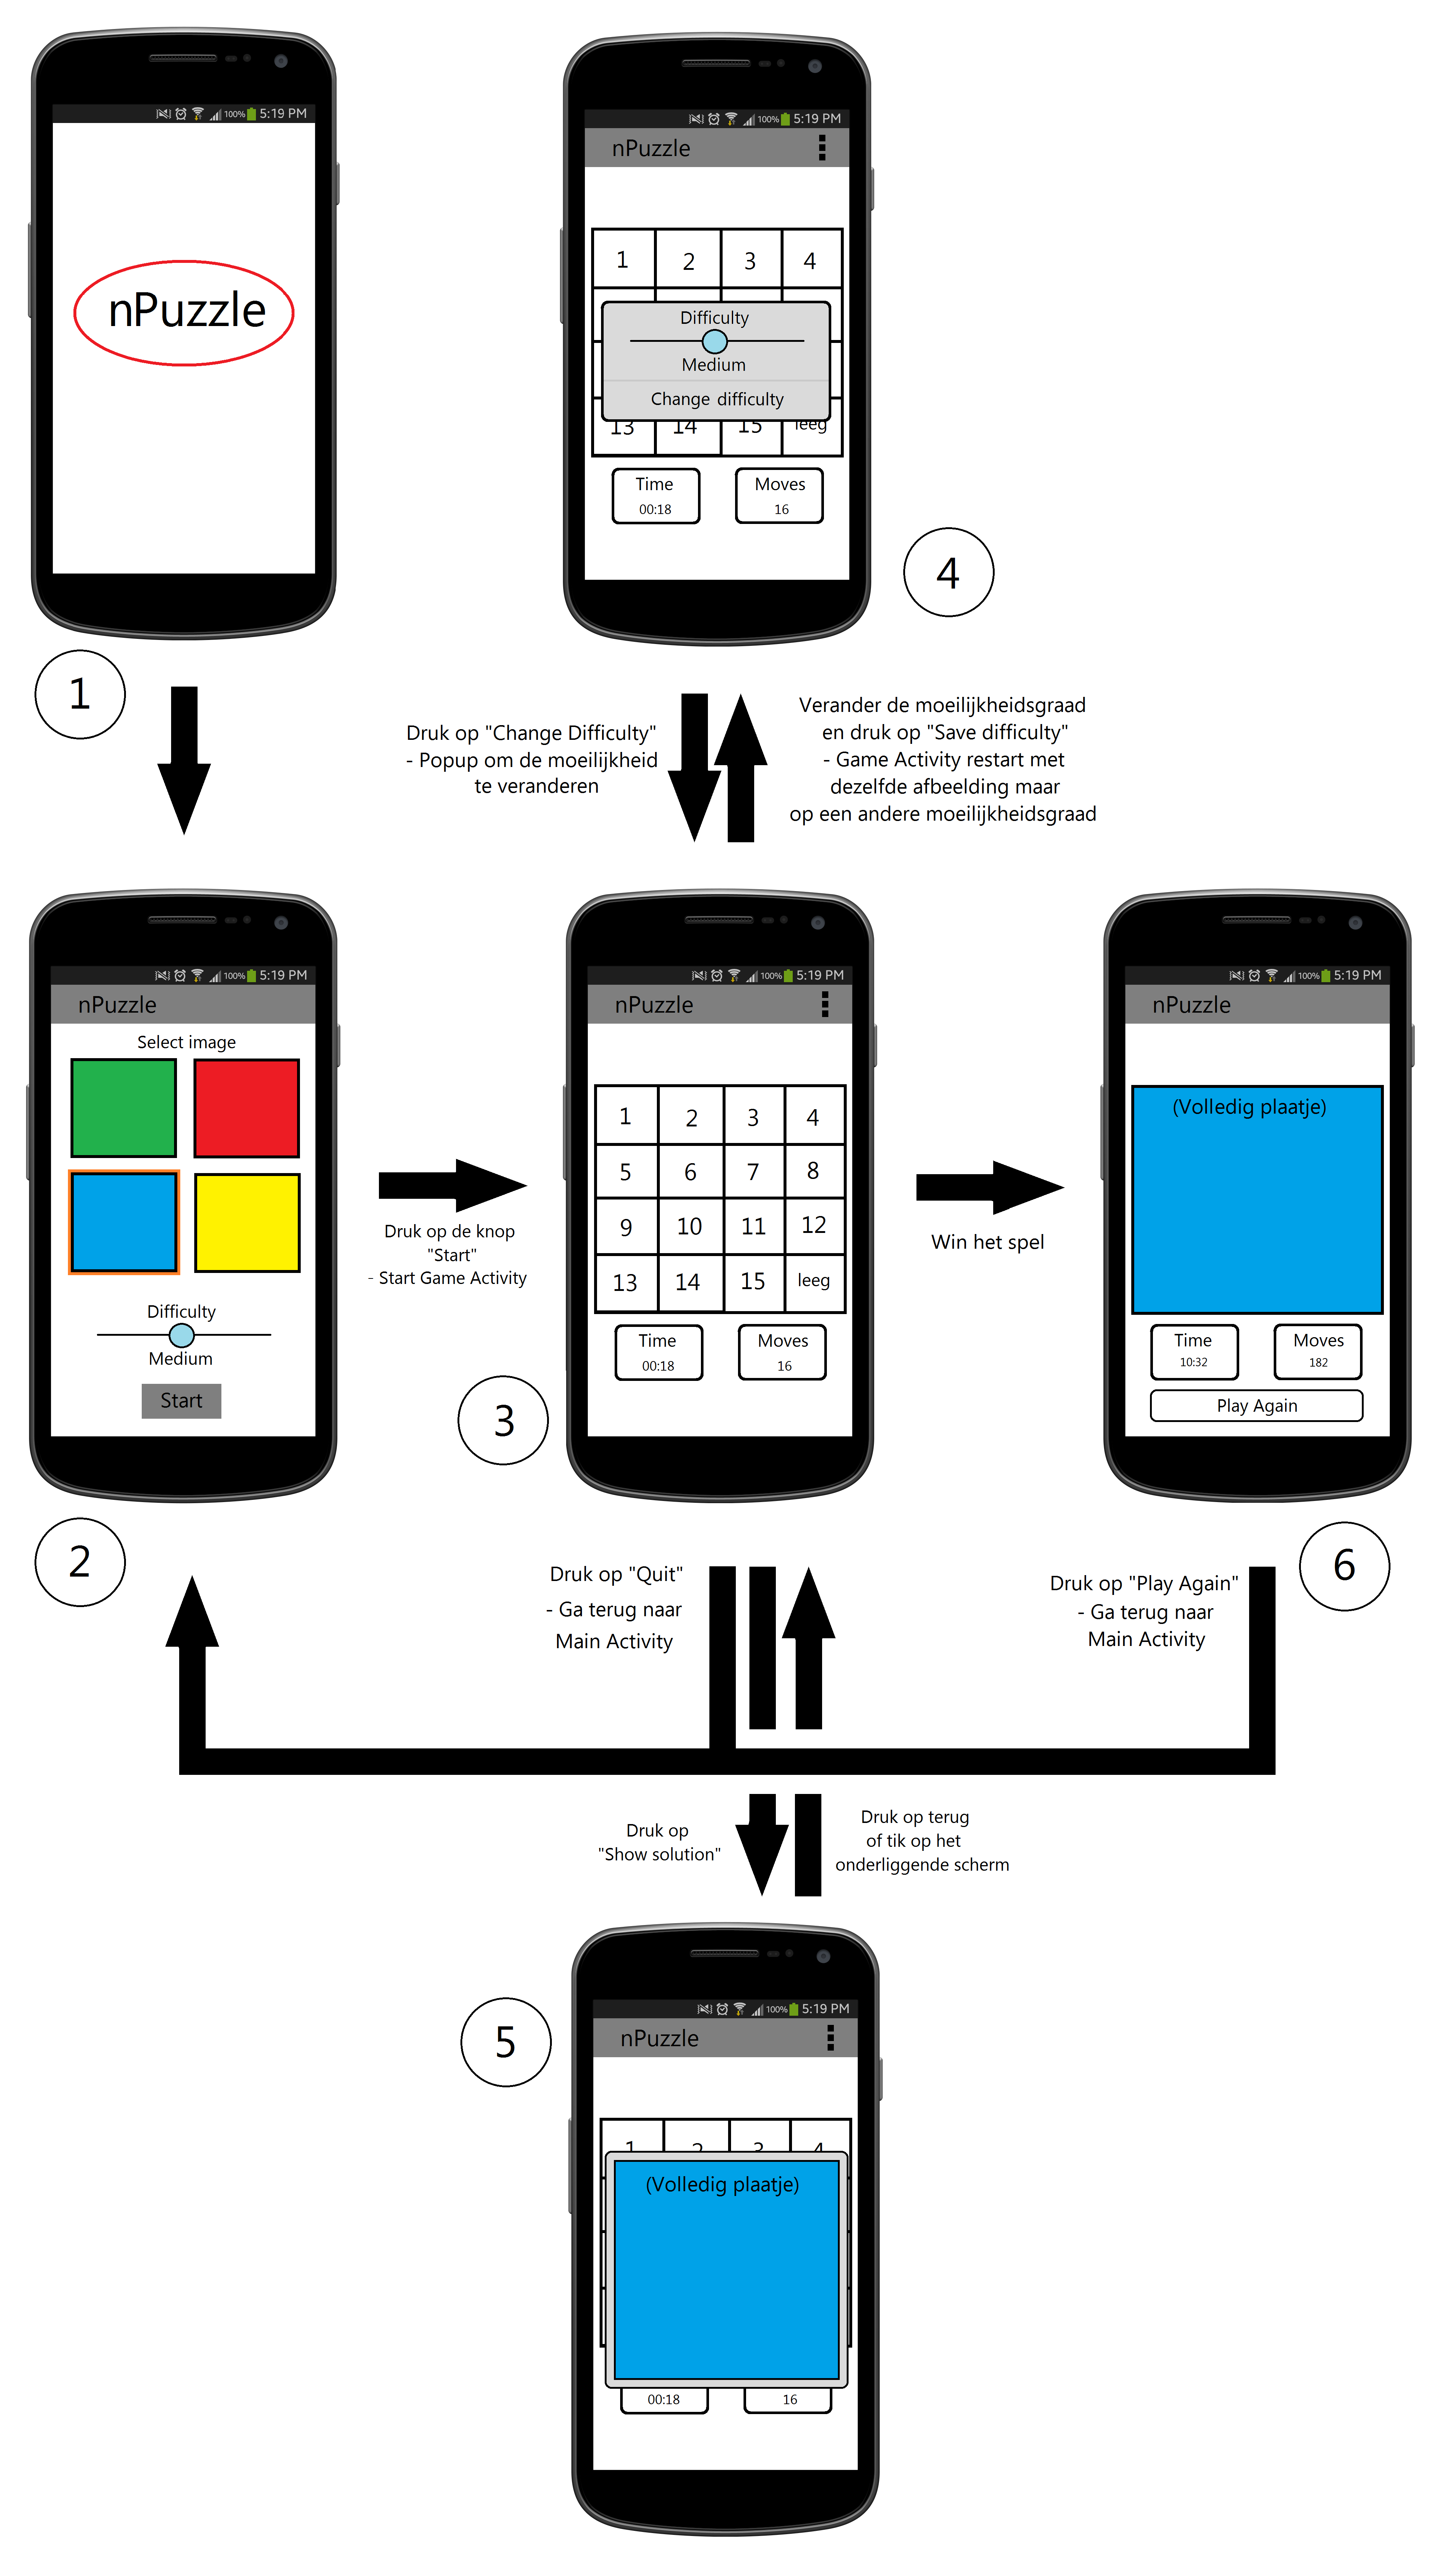 100% 5:19 PM
nPuzzle
1
100% 5:19 PM
nPuzzle
1 2 3 4
Difficulty
Medium
Change difficulty
13 14 15 leeg
Time
00:18
Moves
16
4
Druk op "Change Difficulty"
- Popup om de moeilijkheid
te veranderen
Verander de moeilijkheidsgraad
en druk op "Save difficulty"
- Game Activity restart met
dezelfde afbeelding maar
op een andere moeilijkheidsgraad
100% 5:19 PM
nPuzzle
Select image
Difficulty
Medium
Start
2
Druk op de knop
"Start"
- Start Game Activity
100% 5:19 PM
nPuzzle
1 2 3 4
5 6 7 8
9 10 11 12
13 14 15 leeg
Time
00:18
Moves
16
3
Win het spel
100% 5:19 PM
nPuzzle
(Volledig plaatje)
Time
10:32
Moves
182
Play Again
6
Druk op "Quit"
- Ga terug naar
Main Activity
Druk op "Play Again"
- Ga terug naar
Main Activity
Druk op
"Show solution"
Druk op terug
of tik op het
onderliggende scherm
5
100% 5:19 PM
nPuzzle
1 2 3 4
(Volledig plaatje)
00:18
16